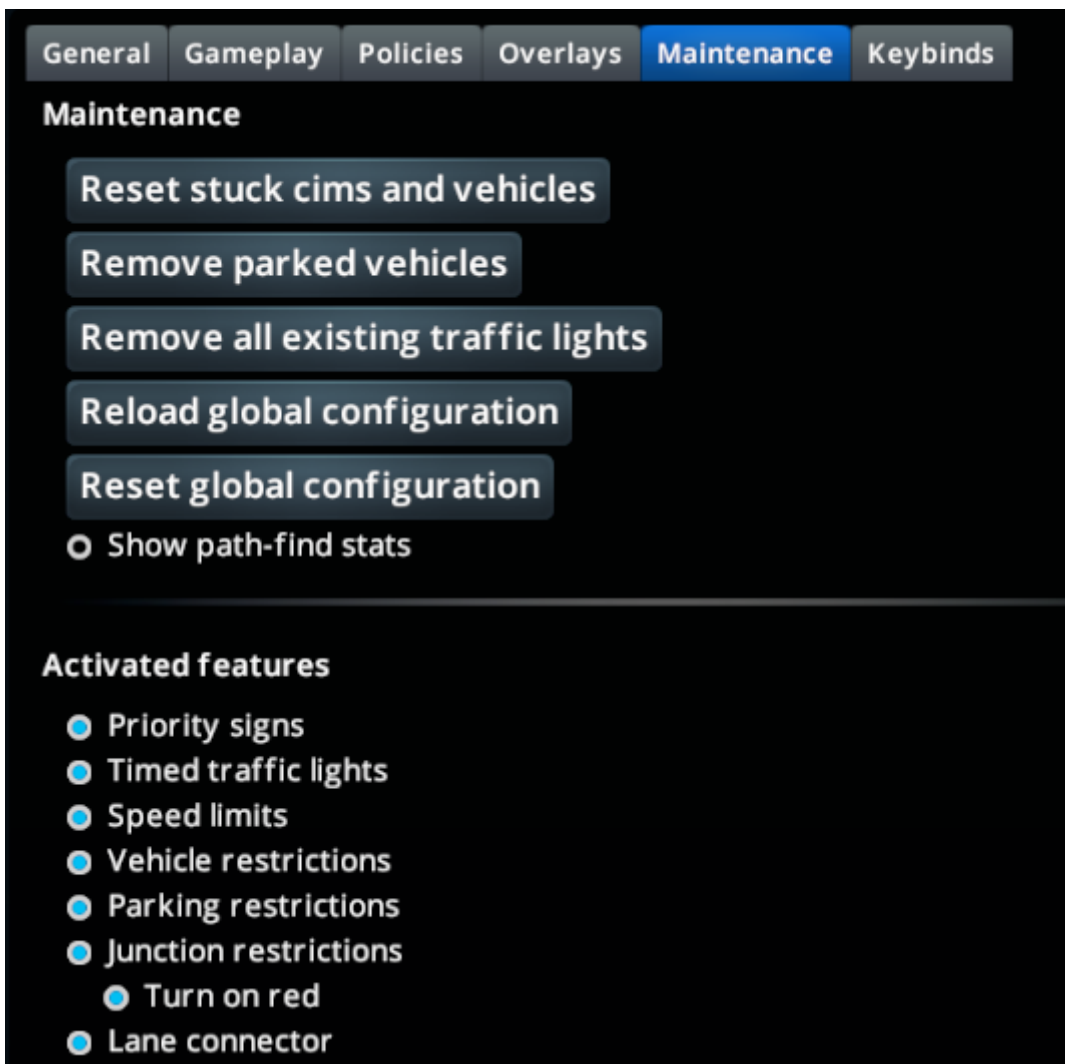 General Gameplay Policies Overlays Maintenance Keybinds
Maintenance
Reset stuck cims and vehicles
Remove parked vehicles
Remove all existing traffic lights
Reload global configuration
Reset global configuration
Show path-find stats
Activated features
Priority signs
Timed traffic lights
Speed limits
Vehicle restrictions
Parking restrictions
Junction restrictions
Turn on red
Lane connector